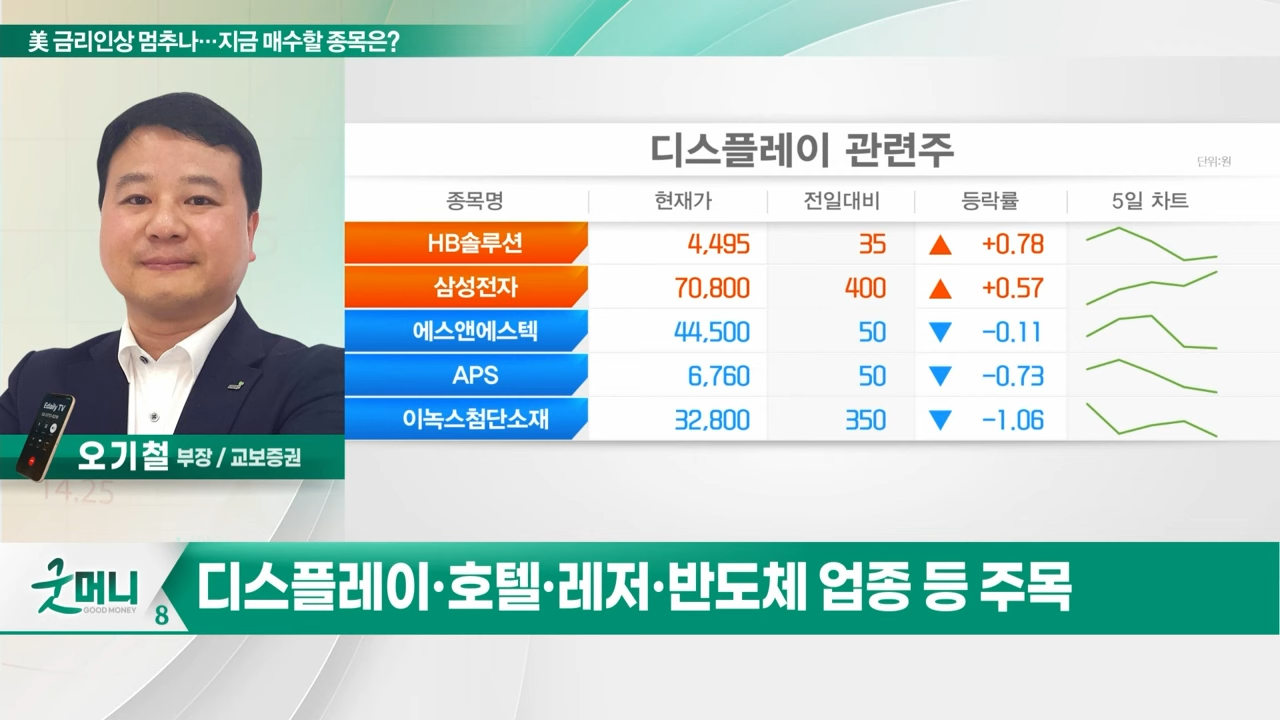 美 금리인상 멈추나…지금 매수할 종목은?
디스플레이 관련주
단위:원
종목명 현재가 전일대비 등락률 5일 차트
HB솔루션 4,495 35 ▲ +0.78
삼성전자 70,800 400 ▲ +0.57
에스앤에스텍 44,500 50 ▼ -0.11
APS 6,760 50 ▼ -0.73
이녹스첨단소재 32,800 350 ▼ -1.06
Edaily TV
오기철 부장 / 교보증권
14.25
굿머니
GOOD MONEY
8
디스플레이·호텔·레저·반도체 업종 등 주목